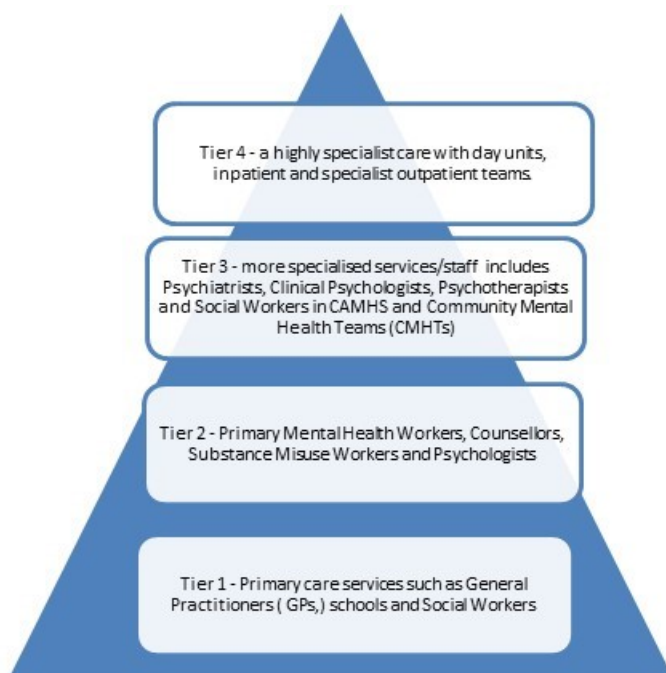 Tier 4 - a highly specialist care with day units,
inpatient and specialist outpatient teams.
Tier 3 - more specialised services/staff includes
Psychiatrists, Clinical Psychologists, Psychotherapists
and Social Workers in CAMHS and Community Mental
Health Teams (CMHTs)
Tier 2 - Primary Mental Health Workers, Counsellors,
Substance Misuse Workers and Psychologists
Tier 1 - Primary care services such as General
Practitioners ( GPs,) schools and Social Workers